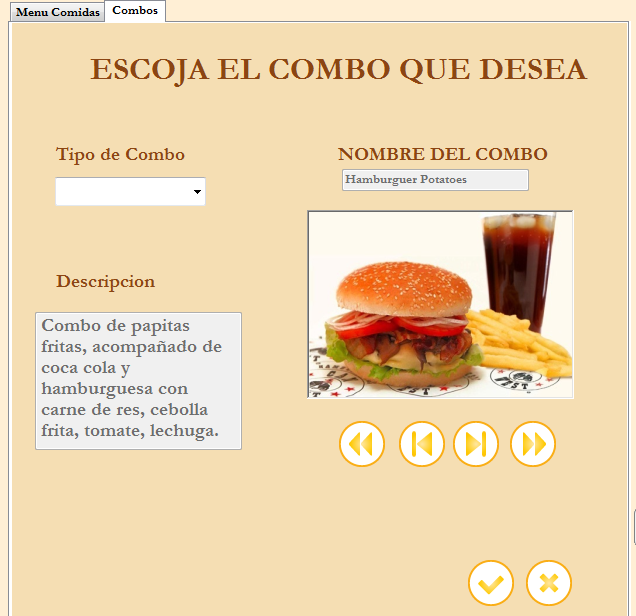 Menu Comidas
Combos
ESCOJA EL COMBO QUE DESEA
Tipo de Combo
NOMBRE DEL COMBO
Hamburguer Potatoes
Descripcion
Combo de papitas
fritas, acompañado de
coca cola y
hamburguesa con
carne de res, cebolla
frita, tomate, lechuga.